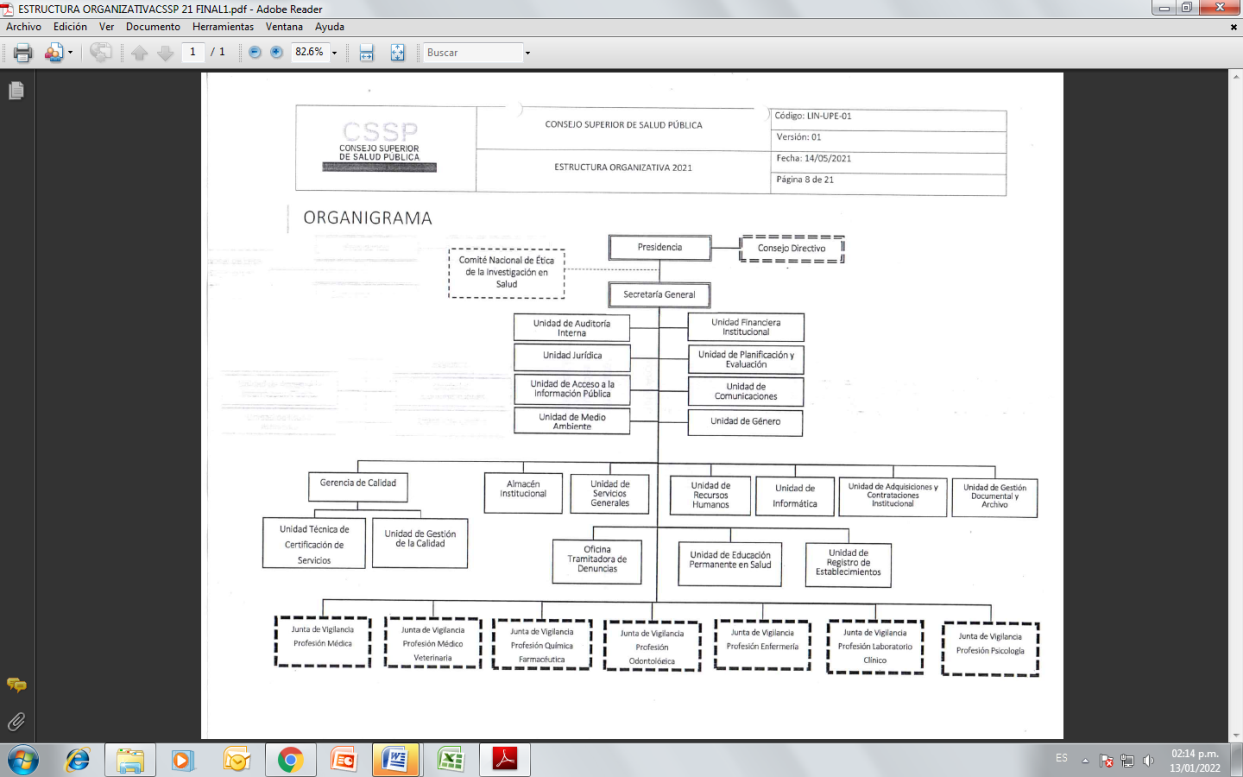 ESTRUCTURA ORGANIZATIVACSSP 21 FINAL1.pdf - Adobe Reader
Archivo Edición Ver Documento Herramientas Ventana Ayuda
1 / 1 82.6% Buscar
CSSP
CONSEJO SUPERIOR
DE SALUD PÚBLICA
CONSEJO SUPERIOR DE SALUD PÚBLICA
ESTRUCTURA ORGANIZATIVA 2021
Código: LIN-UPE-01
Versión: 01
Fecha: 14/05/2021
Página 8 de 21
ORGANIGRAMA
Presidencia
Consejo Directivo
Comité Nacional de Ética
de la investigación en
Salud
Secretaría General
Unidad de Auditoría
Interna
Unidad Financiera
Institucional
Unidad Jurídica
Unidad de Planificación y
Evaluación
Unidad de Acceso a la
Información Pública
Unidad de
Comunicaciones
Unidad de Medio
Ambiente
Unidad de Género
Gerencia de Calidad
Almacén
Institucional
Unidad de
Servicios
Generales
Unidad de
Recursos
Humanos
Unidad de
Informática
Unidad de Adquisiciones y
Contrataciones
Institucional
Unidad de Gestión
Documental y
Archivo
Unidad Técnica de
Certificación de
Servicios
Unidad de Gestión
de la Calidad
Oficina
Tramitadora de
Denuncias
Unidad de Educación
Permanente en Salud
Unidad de
Registro de
Establecimientos
Junta de Vigilancia
Profesión Médica
Junta de Vigilancia
Profesión Médico
Veterinaria
Junta de Vigilancia
Profesión Química
Farmacéutica
Junta de Vigilancia
Profesión
Odontológica
Junta de Vigilancia
Profesión Enfermería
Junta de Vigilancia
Profesión Laboratorio
Clínico
Junta de Vigilancia
Profesión Psicología
ES
02:14 p.m.
13/01/2022